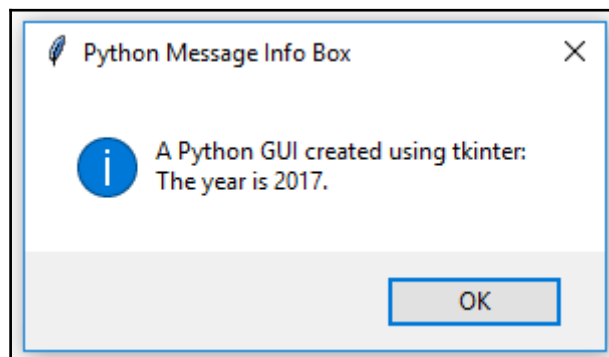 Python Message Info Box
A Python GUI created using tkinter:
The year is 2017.
OK